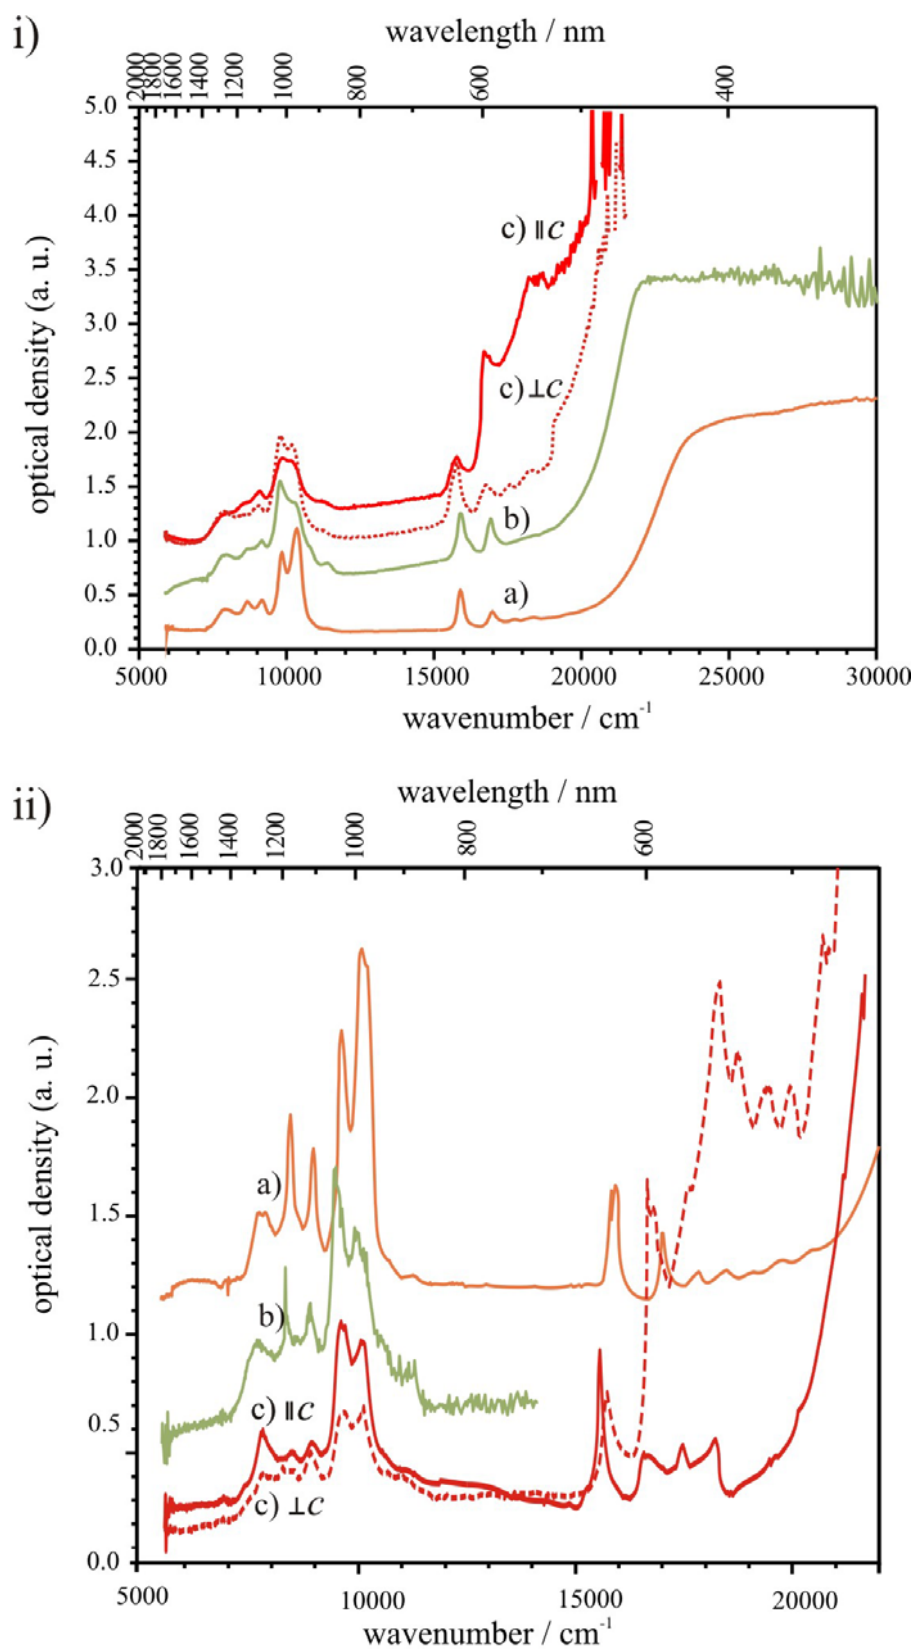 i)
wavelength / nm
2000 1800 1600 1400 1200 1000 800 600 400
5.0
4.5
4.0
3.5
3.0
2.5
2.0
1.5
1.0
0.5
0.0
optical density (a. u.)
c) ∥C
c) ⊥C
b)
a)
5000 10000 15000 20000 25000 30000
wavenumber / cm⁻¹
ii)
wavelength / nm
2000 1800 1600 1400 1200 1000 800 600
3.0
2.5
2.0
1.5
1.0
0.5
0.0
optical density (a. u.)
a)
b)
c) ∥C
c) ⊥C
5000 10000 15000 20000
wavenumber / cm⁻¹